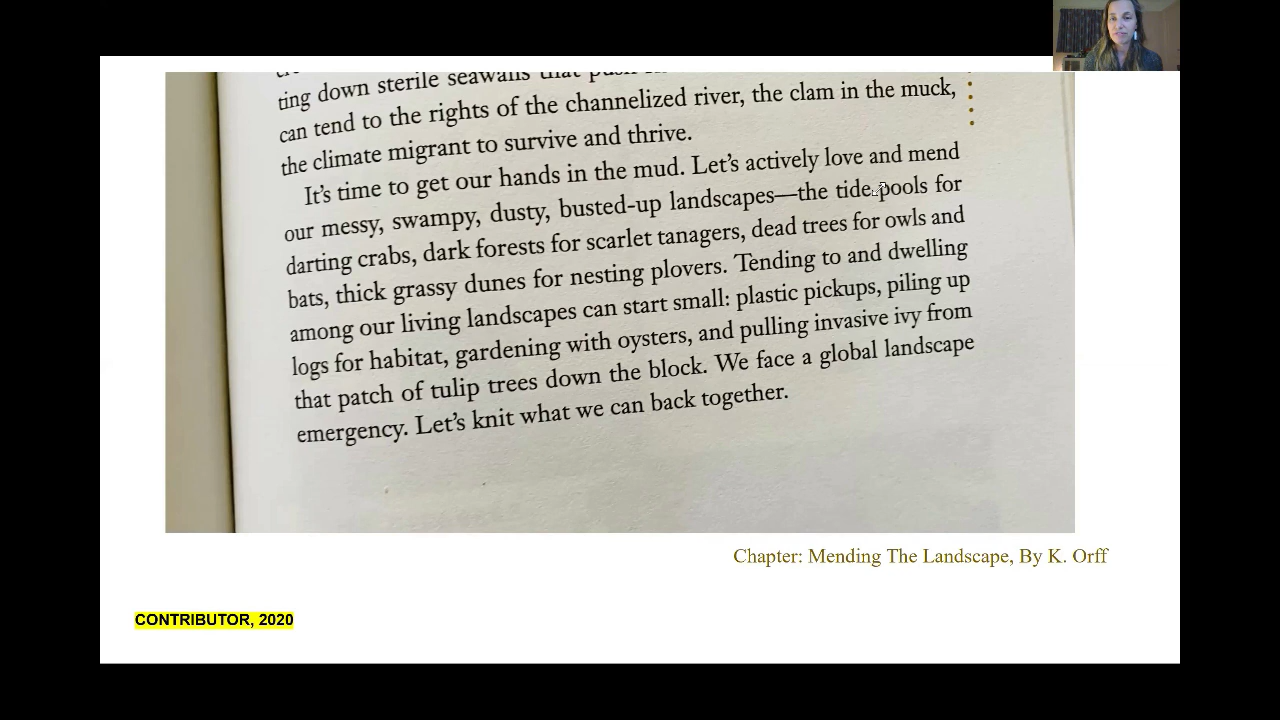 ting down sterile seawalls that
can tend to the rights of the channelized river, the clam in the muck,
the climate migrant to survive and thrive.
It’s time to get our hands in the mud. Let’s actively love and mend
our messy, swampy, dusty, busted-up landscapes—the tide pools for
darting crabs, dark forests for scarlet tanagers, dead trees for owls and
bats, thick grassy dunes for nesting plovers. Tending to and dwelling
among our living landscapes can start small: plastic pickups, piling up
logs for habitat, gardening with oysters, and pulling invasive ivy from
that patch of tulip trees down the block. We face a global landscape
emergency. Let’s knit what we can back together.
Chapter: Mending The Landscape, By K. Orff
CONTRIBUTOR, 2020